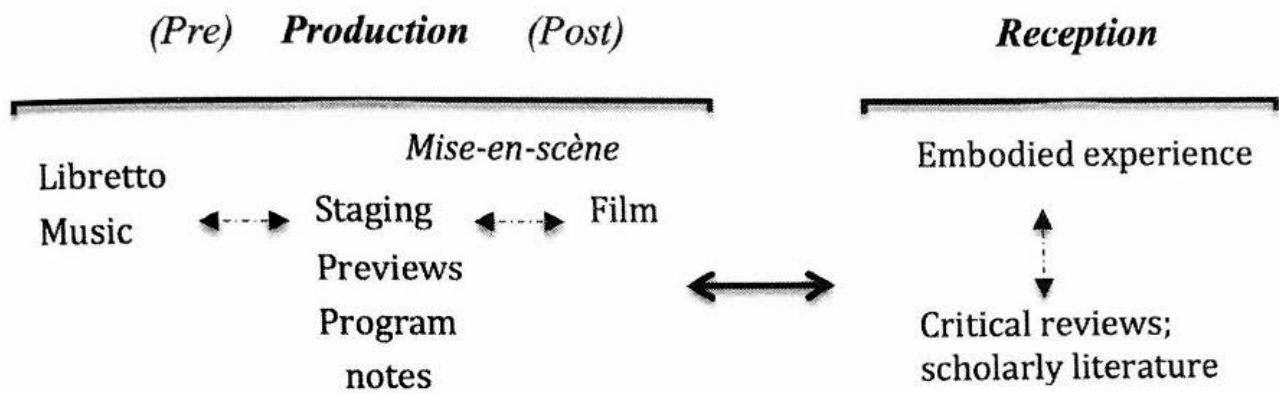 (Pre) Production (Post)
Reception
Mise-en-scène
Libretto
Music
Staging
Film
Previews
Program
notes
Embodied experience
Critical reviews;
scholarly literature